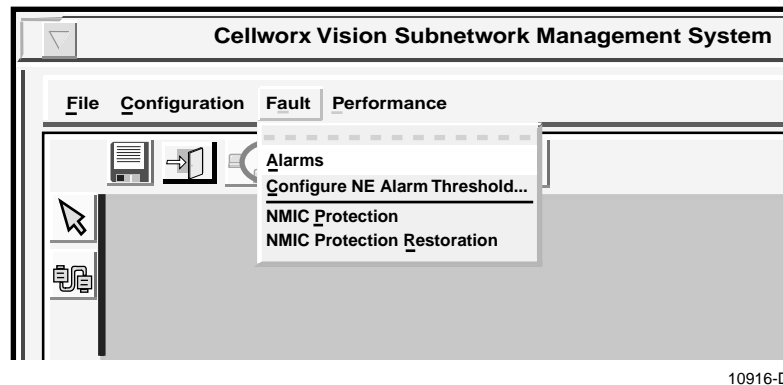 Cellworx Vision Subnetwork Management System
File Configuration Fault Performance
Alarms
Configure NE Alarm Threshold...
NMIC Protection
NMIC Protection Restoration
10916-D